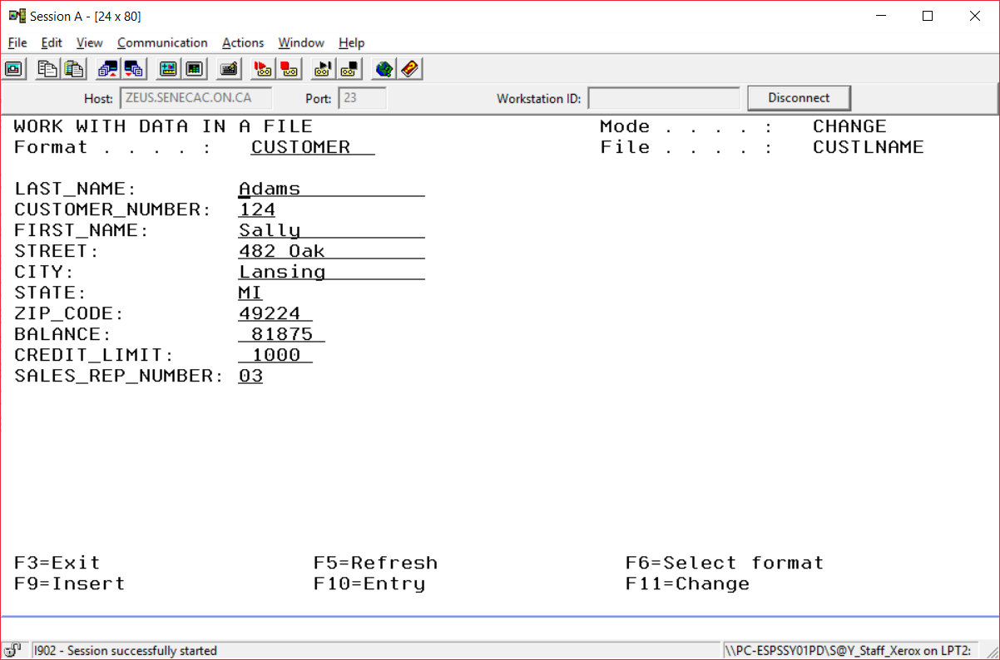 Session A - [24 x 80]
File Edit View Communication Actions Window Help
Host: ZEUS.SENECAC.ON.CA Port: 23 Workstation ID: Disconnect
WORK WITH DATA IN A FILE Mode . . . . : CHANGE
Format . . . . : CUSTOMER File . . . . : CUSTLNAME
LAST_NAME: Adams
CUSTOMER_NUMBER: 124
FIRST_NAME: Sally
STREET: 482 Oak
CITY: Lansing
STATE: MI
ZIP_CODE: 49224
BALANCE: 81875
CREDIT_LIMIT: 1000
SALES_REP_NUMBER: 03
F3=Exit F5=Refresh F6=Select format
F9=Insert F10=Entry F11=Change
I902 - Session successfully started \\PC-ESPSSY01PD\S@Y_Staff_Xerox on LPT2: